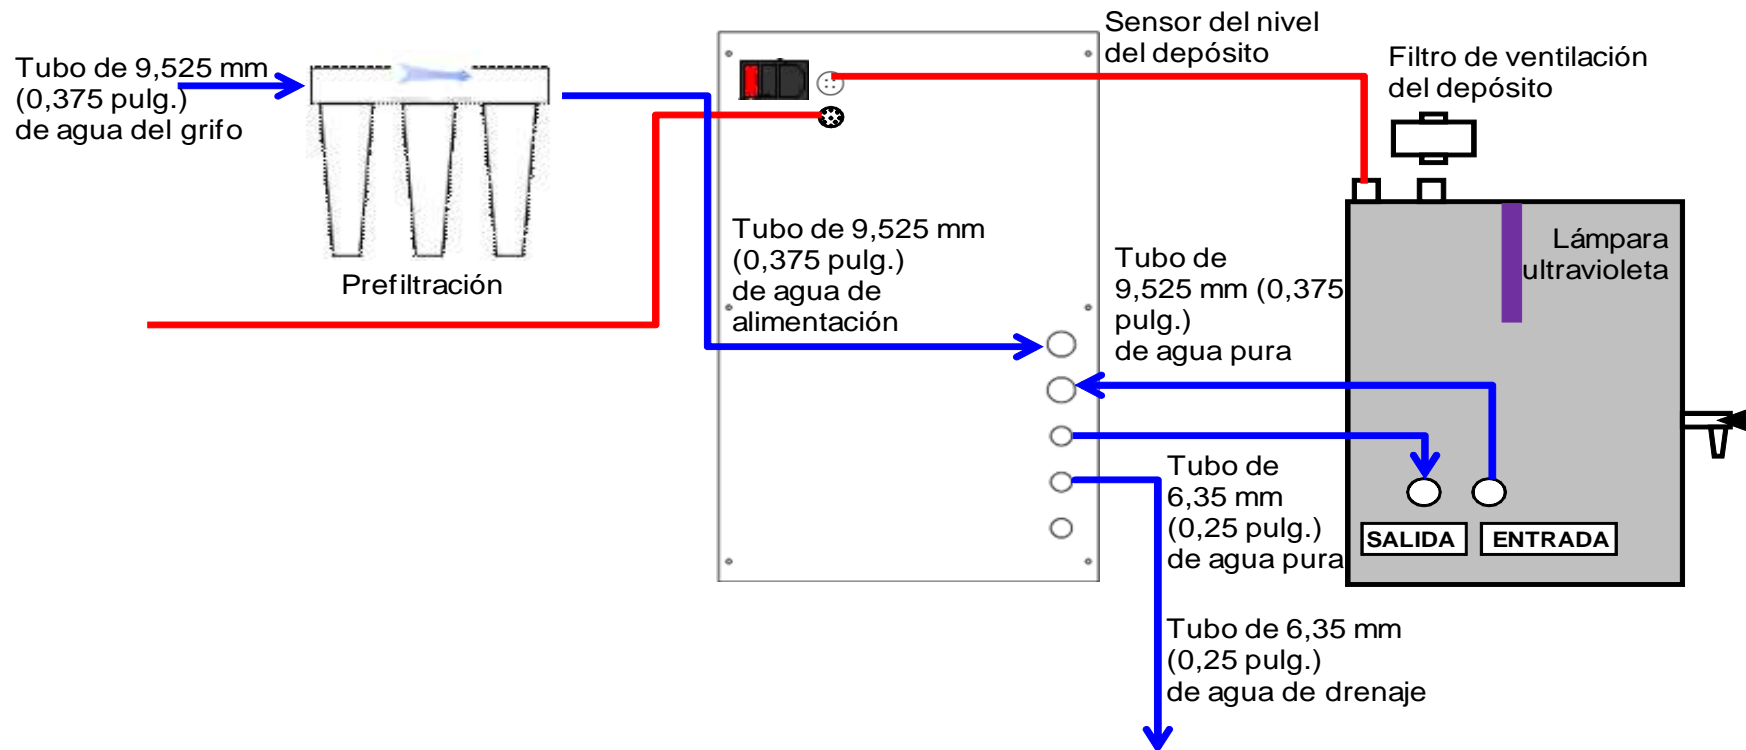 Tubo de 9,525 mm
(0,375 pulg.)
de agua del grifo
Prefiltración
Sensor del nivel
del depósito
Filtro de ventilación
del depósito
Tubo de 9,525 mm
(0,375 pulg.)
de agua de
alimentación
Tubo de
9,525 mm (0,375
pulg.)
de agua pura
Lámpara
ultravioleta
Tubo de
6,35 mm
(0,25 pulg.)
de agua pura
SALIDA
ENTRADA
Tubo de 6,35 mm
(0,25 pulg.)
de agua de drenaje